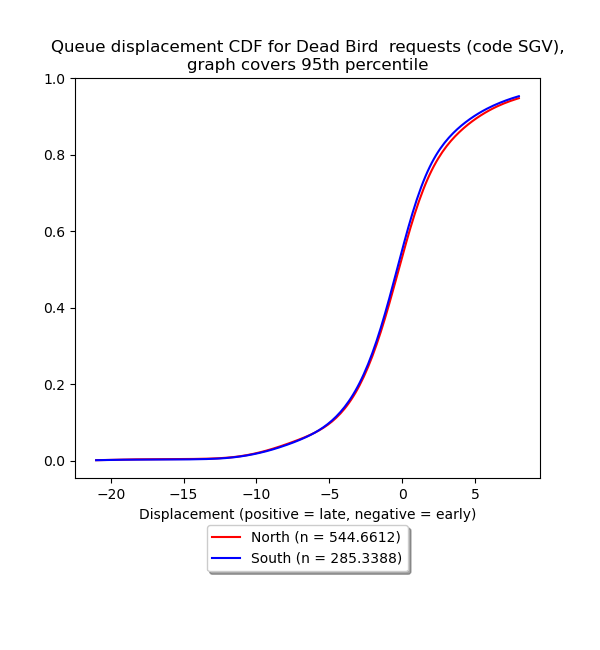 Queue displacement CDF for Dead Bird  requests (code SGV),
graph covers 95th percentile
1.0
0.8
0.6
0.4
0.2
0.0
−20 −15 −10 −5 0 5
Displacement (positive = late, negative = early)
North (n = 544.6612)
South (n = 285.3388)